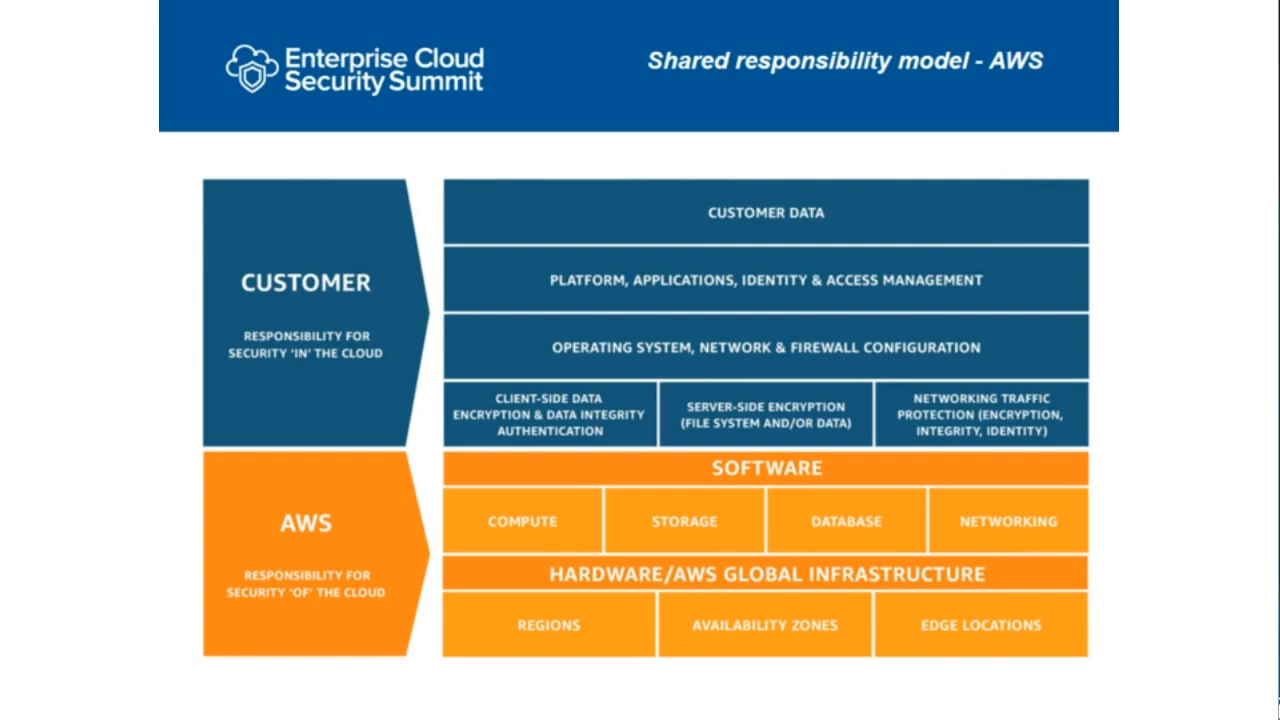 Enterprise Cloud
Security Summit
Shared responsibility model - AWS
CUSTOMER
RESPONSIBILITY FOR
SECURITY ‘IN’ THE CLOUD
CUSTOMER DATA
PLATFORM, APPLICATIONS, IDENTITY & ACCESS MANAGEMENT
OPERATING SYSTEM, NETWORK & FIREWALL CONFIGURATION
CLIENT-SIDE DATA
ENCRYPTION & DATA INTEGRITY
AUTHENTICATION
SERVER-SIDE ENCRYPTION
(FILE SYSTEM AND/OR DATA)
NETWORKING TRAFFIC
PROTECTION (ENCRYPTION,
INTEGRITY, IDENTITY)
AWS
RESPONSIBILITY FOR
SECURITY ‘OF’ THE CLOUD
SOFTWARE
COMPUTE
STORAGE
DATABASE
NETWORKING
HARDWARE/AWS GLOBAL INFRASTRUCTURE
REGIONS
AVAILABILITY ZONES
EDGE LOCATIONS